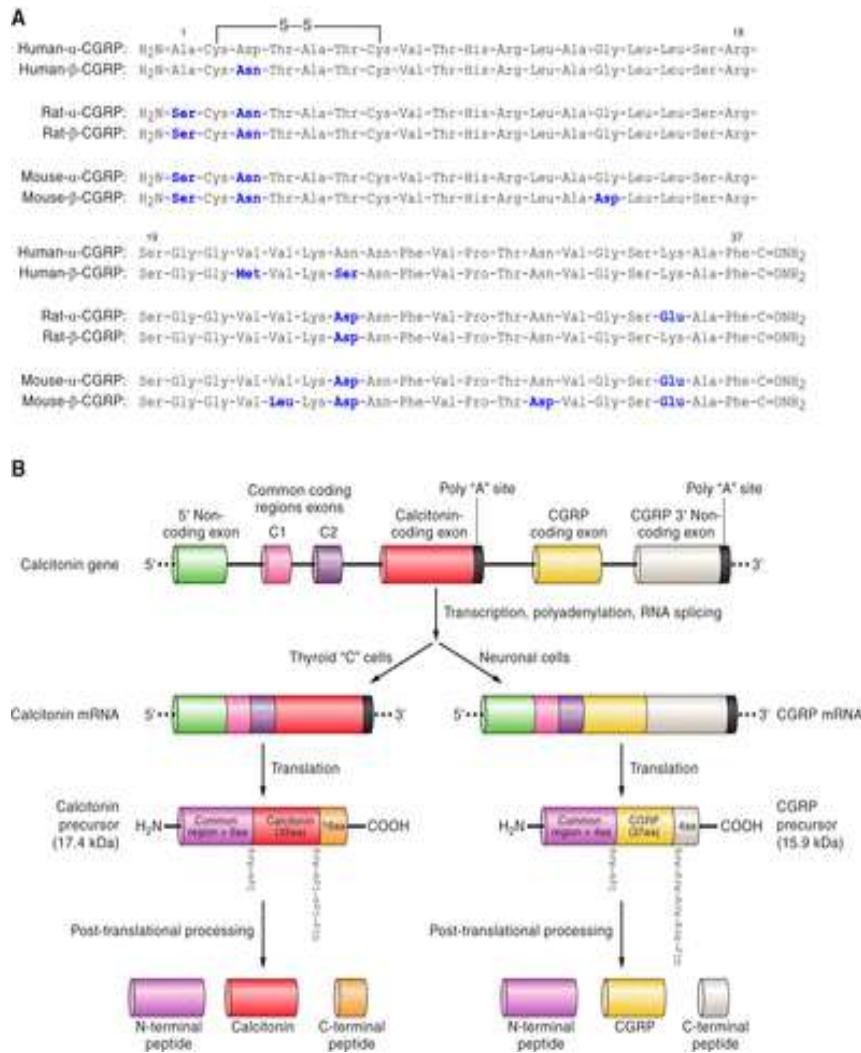 A
S—S
1 18
Human-α-CGRP: H2N-Ala-Cys-Asp-Thr-Ala-Thr-Cys-Val-Thr-His-Arg-Leu-Ala-Gly-Leu-Leu-Ser-Arg-
Human-β-CGRP: H2N-Ala-Cys-Asn-Thr-Ala-Thr-Cys-Val-Thr-His-Arg-Leu-Ala-Gly-Leu-Leu-Ser-Arg-
Rat-α-CGRP: H2N-Ser-Cys-Asn-Thr-Ala-Thr-Cys-Val-Thr-His-Arg-Leu-Ala-Gly-Leu-Leu-Ser-Arg-
Rat-β-CGRP: H2N-Ser-Cys-Asn-Thr-Ala-Thr-Cys-Val-Thr-His-Arg-Leu-Ala-Gly-Leu-Leu-Ser-Arg-
Mouse-α-CGRP: H2N-Ser-Cys-Asn-Thr-Ala-Thr-Cys-Val-Thr-His-Arg-Leu-Ala-Gly-Leu-Leu-Ser-Arg-
Mouse-β-CGRP: H2N-Ser-Cys-Asn-Thr-Ala-Thr-Cys-Val-Thr-His-Arg-Leu-Ala-Asp-Leu-Leu-Ser-Arg-
19 37
Human-α-CGRP: Ser-Gly-Gly-Val-Val-Lys-Asn-Asn-Phe-Val-Pro-Thr-Asn-Val-Gly-Ser-Lys-Ala-Phe-C=ONH2
Human-β-CGRP: Ser-Gly-Gly-Met-Val-Lys-Ser-Asn-Phe-Val-Pro-Thr-Asn-Val-Gly-Ser-Lys-Ala-Phe-C=ONH2
Rat-α-CGRP: Ser-Gly-Gly-Val-Val-Lys-Asp-Asn-Phe-Val-Pro-Thr-Asn-Val-Gly-Ser-Glu-Ala-Phe-C=ONH2
Rat-β-CGRP: Ser-Gly-Gly-Val-Val-Lys-Asp-Asn-Phe-Val-Pro-Thr-Asn-Val-Gly-Ser-Lys-Ala-Phe-C=ONH2
Mouse-α-CGRP: Ser-Gly-Gly-Val-Val-Lys-Asp-Asn-Phe-Val-Pro-Thr-Asn-Val-Gly-Ser-Glu-Ala-Phe-C=ONH2
Mouse-β-CGRP: Ser-Gly-Gly-Val-Leu-Lys-Asp-Asn-Phe-Val-Pro-Thr-Asp-Val-Gly-Ser-Glu-Ala-Phe-C=ONH2
B
5' Non-
coding exon
Common coding
regions exons
C1 C2
Poly "A" site
Calcitonin-
coding exon
CGRP
coding exon
Poly "A" site
CGRP 3' Non-
coding exon
Calcitonin gene 5' 3'
Transcription, polyadenylation, RNA splicing
Thyroid "C" cells Neuronal cells
Calcitonin mRNA 5' 3'
5' 3' CGRP mRNA
Translation Translation
Calcitonin
precursor
(17.4 kDa)
H2N Common
region + Calcitonin COOH
H2N Common
region + CGRP
(37aa) 4aa COOH
CGRP
precursor
(15.9 kDa)
Lys-Arg
Gly-Lys-Lys-Arg
Lys-Arg
Gly-Arg-Arg-Arg-Arg
Post-translational processing Post-translational processing
N-terminal
peptide
Calcitonin
C-terminal
peptide
N-terminal
peptide
CGRP
C-terminal
peptide